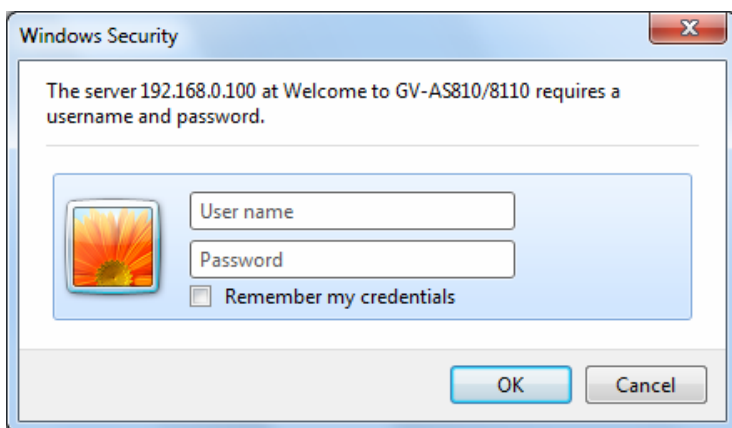 Windows Security
The server 192.168.0.100 at Welcome to GV-AS810/8110 requires a
username and password.
User name
Password
Remember my credentials
OK
Cancel